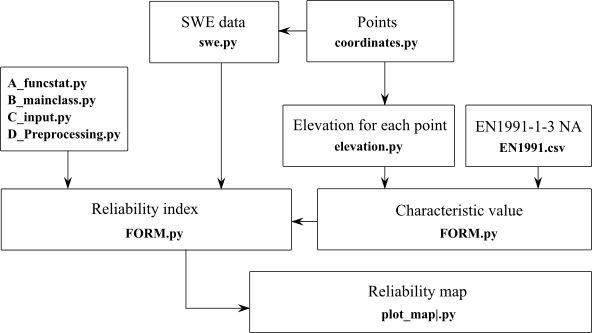 SWE data
swe.py
Points
coordinates.py
A_funcstat.py
B_mainclass.py
C_input.py
D_Preprocessing.py
Elevation for each point
elevation.py
EN1991-1-3 NA
EN1991.csv
Reliability index
FORM.py
Characteristic value
FORM.py
Reliability map
plot_map|.py